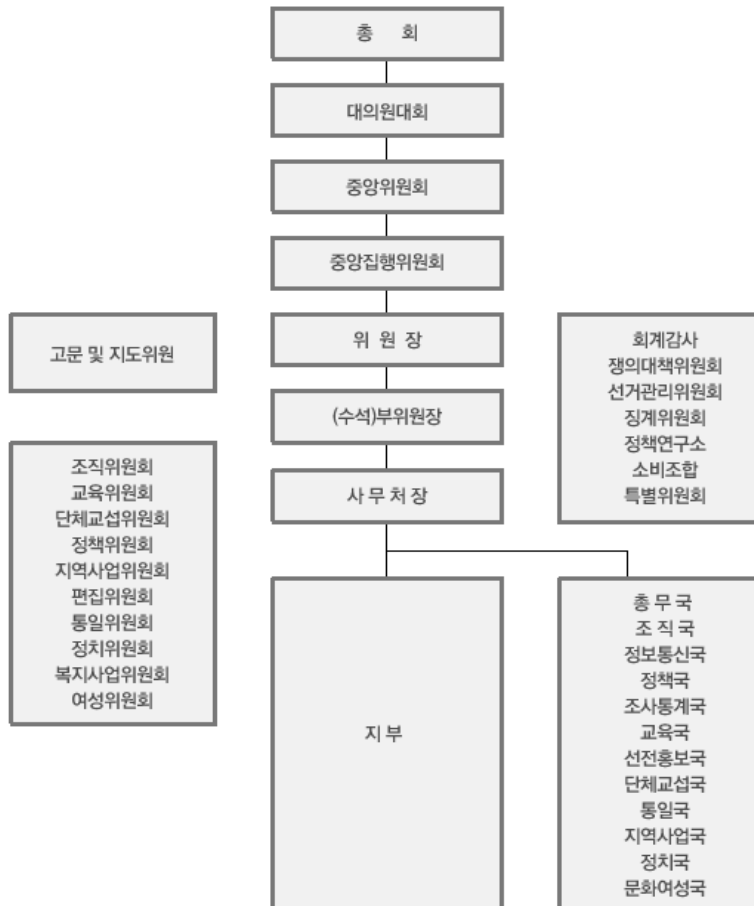 총 회
대의원대회
중앙위원회
중앙집행위원회
고문 및 지도위원
위 원 장
회계감사
쟁의대책위원회
선거관리위원회
징계위원회
정책연구소
소비조합
특별위원회
(수석)부위원장
조직위원회
교육위원회
단체교섭위원회
정책위원회
지역사업위원회
편집위원회
통일위원회
정치위원회
복지사업위원회
여성위원회
사 무 처 장
지 부
총 무 국
조 직 국
정보통신국
정책국
조사통계국
교육국
선전홍보국
단체교섭국
통일국
지역사업국
정치국
문화여성국